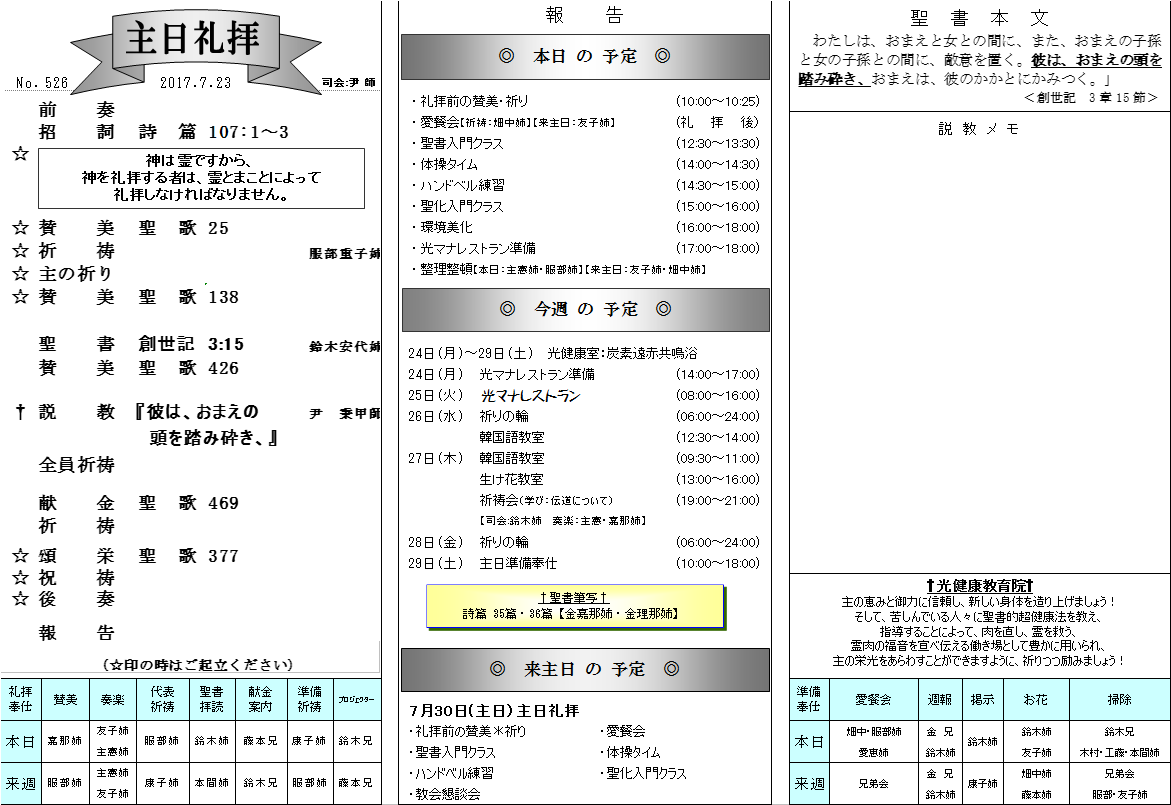 主日礼拝
No. 526　2017.7.23　司会:尹 師
前　奏
招　詞　詩　篇　107:1～3
☆
神は霊ですから、
神を礼拝する者は、霊とまことによって
礼拝しなければなりません。
☆ 賛　美　聖　歌　25
☆ 祈　祷　服部重子姉
☆ 主の祈り
☆ 賛　美　聖　歌　138
聖　書　創世記　3:15　鈴木安代姉
賛　美　聖　歌　426
† 説　教　『彼は、おまえの　尹　秉甲師
頭を踏み砕き、』
全員祈祷
献　金　聖　歌　469
祈　祷
☆ 頌　栄　聖　歌　377
☆ 祝　祷
☆ 後　奏
報　告
(☆印の時はご起立ください)
礼拝奉仕　賛美　奏楽　代表祈祷　聖書拝読　献金案内　準備祈祷　プロジェクター
本日　嘉那姉　友子姉 主憲姉　服部姉　鈴木姉　藤本兄　康子姉　鈴木兄
来週　服部姉　主憲姉 友子姉　康子姉　本間姉　鈴木兄　服部姉　藤本兄
報　告
◎　本日 の 予定　◎
・礼拝前の賛美・祈り　(10:00～10:25)
・愛餐会【祈祷：畑中姉】【来主日：友子姉】　(礼　拝　後)
・聖書入門クラス　(12:30～13:30)
・体操タイム　(14:00～14:30)
・ハンドベル練習　(14:30～15:00)
・聖化入門クラス　(15:00～16:00)
・環境美化　(16:00～18:00)
・光マナレストラン準備　(17:00～18:00)
・整理整頓【本日：主憲姉・服部姉】【来主日：友子姉・畑中姉】
◎　今週 の 予定　◎
24日(月)～29日(土)　光健康室：炭素遠赤共鳴浴
24日(月)　光マナレストラン準備　(14:00～17:00)
25日(火)　光マナレストラン　(08:00～16:00)
26日(水)　祈りの輪　(06:00～24:00)
韓国語教室　(12:30～14:00)
27日(木)　韓国語教室　(09:30～11:00)
生け花教室　(13:00～16:00)
祈祷会(学び：伝道について)　(19:00～21:00)
【司会:鈴木姉　奏楽：主憲・嘉那姉】
28日(金)　祈りの輪　(06:00～24:00)
29日(土)　主日準備奉仕　(10:00～18:00)
†聖書筆写†
詩篇 35篇・36篇【金嘉那姉・金理那姉】
◎　来主日 の 予定　◎
7月30日(主日) 主日礼拝
・礼拝前の賛美＊祈り　・愛餐会
・聖書入門クラス　・体操タイム
・ハンドベル練習　・聖化入門クラス
・教会懇談会
聖 書 本 文
わたしは、おまえと女との間に、また、おまえの子孫
と女の子孫との間に、敵意を置く。彼は、おまえの頭を
踏み砕き、おまえは、彼のかかとにかみつく。」
＜創世記　3章15節＞
説 教 メ モ
†光健康教育院†
主の恵みと御力に信頼し、新しい身体を造り上げましょう！
そして、苦しんでいる人々に聖書的超健康法を教え、
指導することによって、肉を直し、霊を救う、
霊肉の福音を宣べ伝える働き場として豊かに用いられ、
主の栄光をあらわすことができますように、祈りつつ励みましょう！
準備奉仕　愛餐会　週報　掲示　お花　掃除
本日　畑中・服部姉 愛恵姉　金　兄 鈴木姉　鈴木姉　鈴木姉 友子姉　鈴木兄 木村・工藤・本間姉
来週　兄弟会　金　兄 鈴木姉　康子姉　畑中姉 藤本姉　兄弟会 服部・友子姉